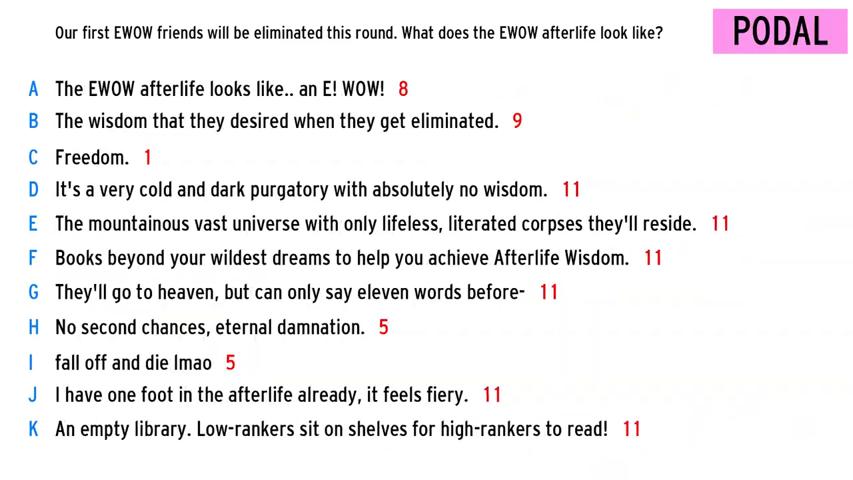 Our first EWOW friends will be eliminated this round. What does the EWOW afterlife look like?
PODAL
A The EWOW afterlife looks like.. an E! WOW! 8
B The wisdom that they desired when they get eliminated. 9
C Freedom. 1
D It's a very cold and dark purgatory with absolutely no wisdom. 11
E The mountainous vast universe with only lifeless, literated corpses they'll reside. 11
F Books beyond your wildest dreams to help you achieve Afterlife Wisdom. 11
G They'll go to heaven, but can only say eleven words before- 11
H No second chances, eternal damnation. 5
I fall off and die lmao 5
J I have one foot in the afterlife already, it feels fiery. 11
K An empty library. Low-rankers sit on shelves for high-rankers to read! 11